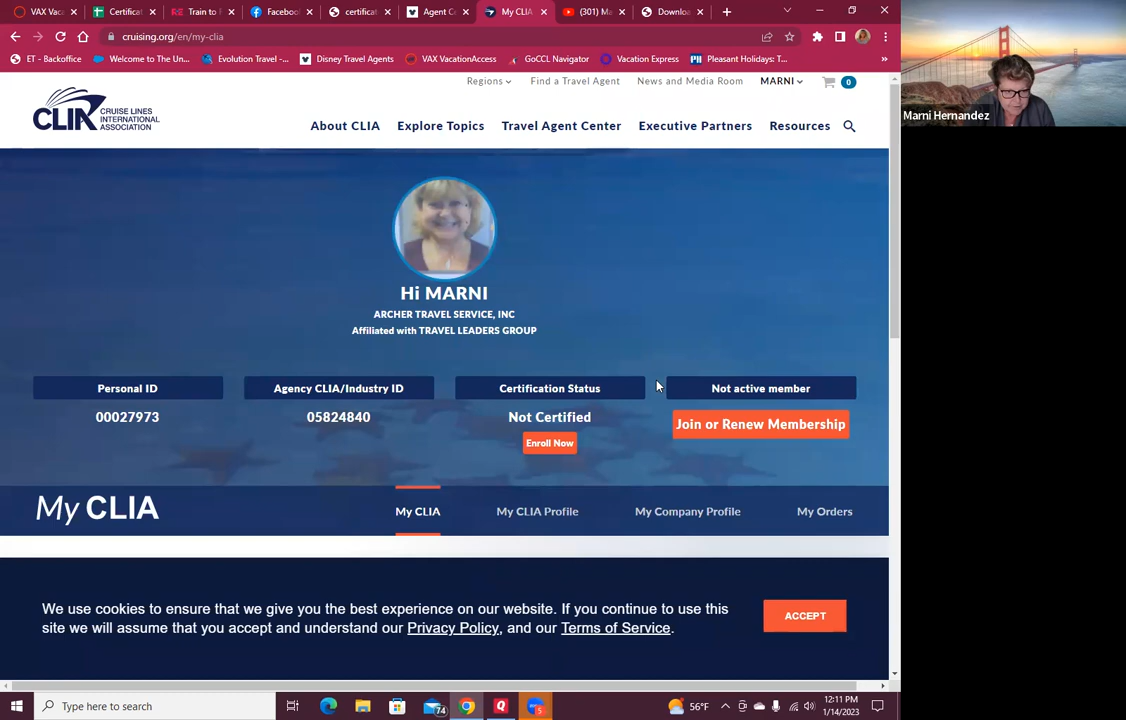 VAX Vaca
Certificat
Train to
Faceboo
certificat
Agent C
My CLIA
(301) M
Downloa
cruising.org/en/my-clia
ET - Backoffice
Welcome to The Un...
Evolution Travel -...
Disney Travel Agents
VAX VacationAccess
GoCCL Navigator
Vacation Express
Pleasant Holidays: T...
Marni Hernandez
Regions
Find a Travel Agent
News and Media Room
MARNI
0
CLIA
CRUISE LINES
INTERNATIONAL
ASSOCIATION
About CLIA
Explore Topics
Travel Agent Center
Executive Partners
Resources
Hi MARNI
ARCHER TRAVEL SERVICE, INC
Affiliated with TRAVEL LEADERS GROUP
Personal ID
Agency CLIA/Industry ID
Certification Status
Not active member
00027973
05824840
Not Certified
Join or Renew Membership
Enroll Now
My CLIA
My CLIA
My CLIA Profile
My Company Profile
My Orders
We use cookies to ensure that we give you the best experience on our website. If you continue to use this
site we will assume that you accept and understand our Privacy Policy, and our Terms of Service.
ACCEPT
Type here to search
74
5
56°F
12:11 PM
1/14/2023